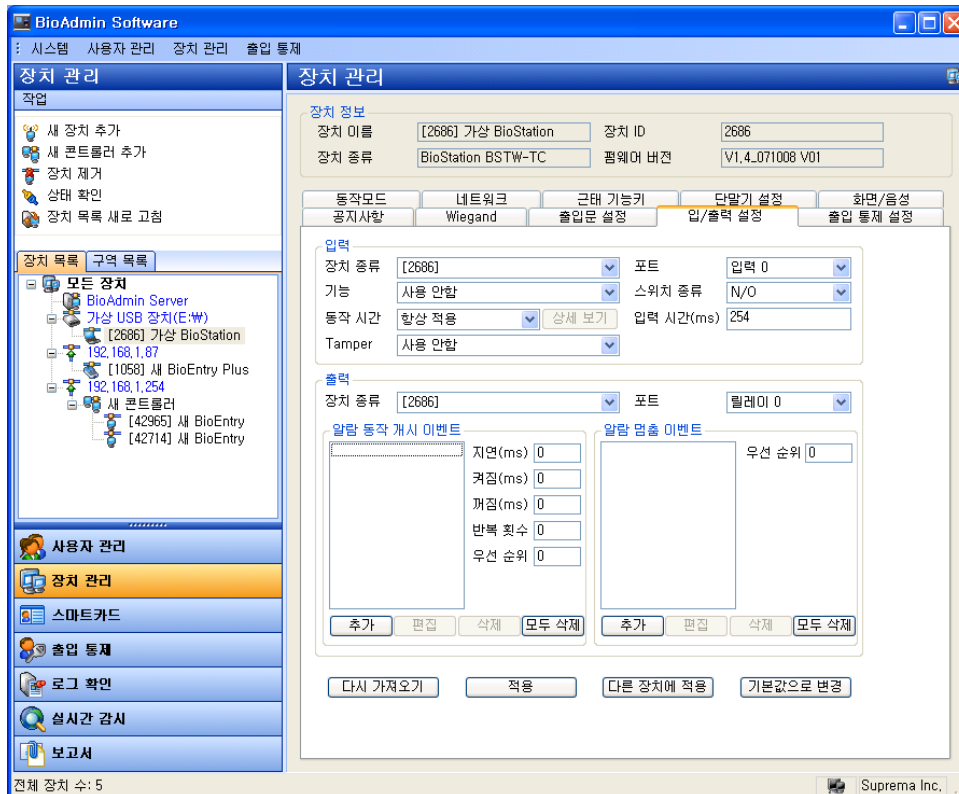 BioAdmin Software
시스템 사용자 관리 장치 관리 출입 통제
장치 관리
작업
새 장치 추가
새 콘트롤러 추가
장치 제거
상태 확인
장치 목록 새로 고침
장치 목록 구역 목록
모든 장치
BioAdmin Server
가상 USB 장치(E:₩)
[2686] 가상 BioStation
192,168,1,87
[1058] 새 BioEntry Plus
192,168,1,254
새 콘트롤러
[42965] 새 BioEntry
[42714] 새 BioEntry
사용자 관리
장치 관리
스마트카드
출입 통제
로그 확인
실시간 감시
보고서
장치 관리
장치 정보
장치 이름 [2686] 가상 BioStation 장치 ID 2686
장치 종류 BioStation BSTW-TC 펌웨어 버전 V1,4_071008 V01
동작모드 네트워크 근태 기능키 단말기 설정 화면/음성
공지사항 Wiegand 출입문 설정 입/출력 설정 출입 통제 설정
입력
장치 종류 [2686] 포트 입력 0
기능 사용 안함 스위치 종류 N/O
동작 시간 항상 적용 상세 보기 입력 시간(ms) 254
Tamper 사용 안함
출력
장치 종류 [2686] 포트 릴레이 0
알람 동작 개시 이벤트 알람 멈춤 이벤트
지연(ms) 0 우선 순위 0
켜짐(ms) 0
꺼짐(ms) 0
반복 횟수 0
우선 순위 0
추가 편집 삭제 모두 삭제 추가 편집 삭제 모두 삭제
다시 가져오기 적용 다른 장치에 적용 기본값으로 변경
전체 장치 수: 5 Suprema Inc,